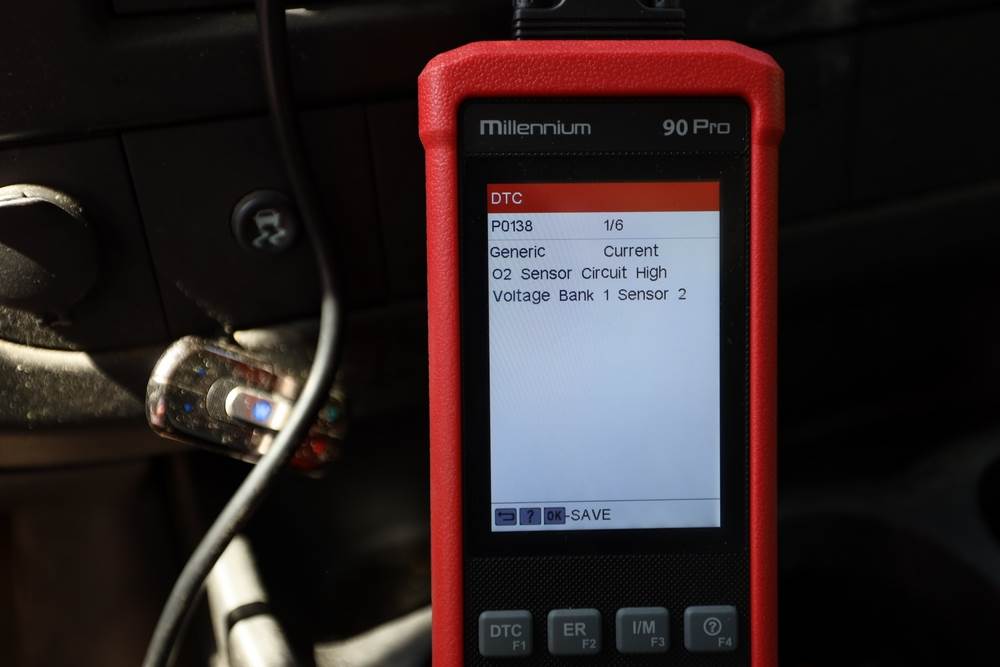 Millennium 90 Pro
DTC
P0138 1/6
Generic Current
O2 Sensor Circuit High
Voltage Bank 1 Sensor 2
? OK-SAVE
DTC F1 ER F2 I/M F3 ? F4